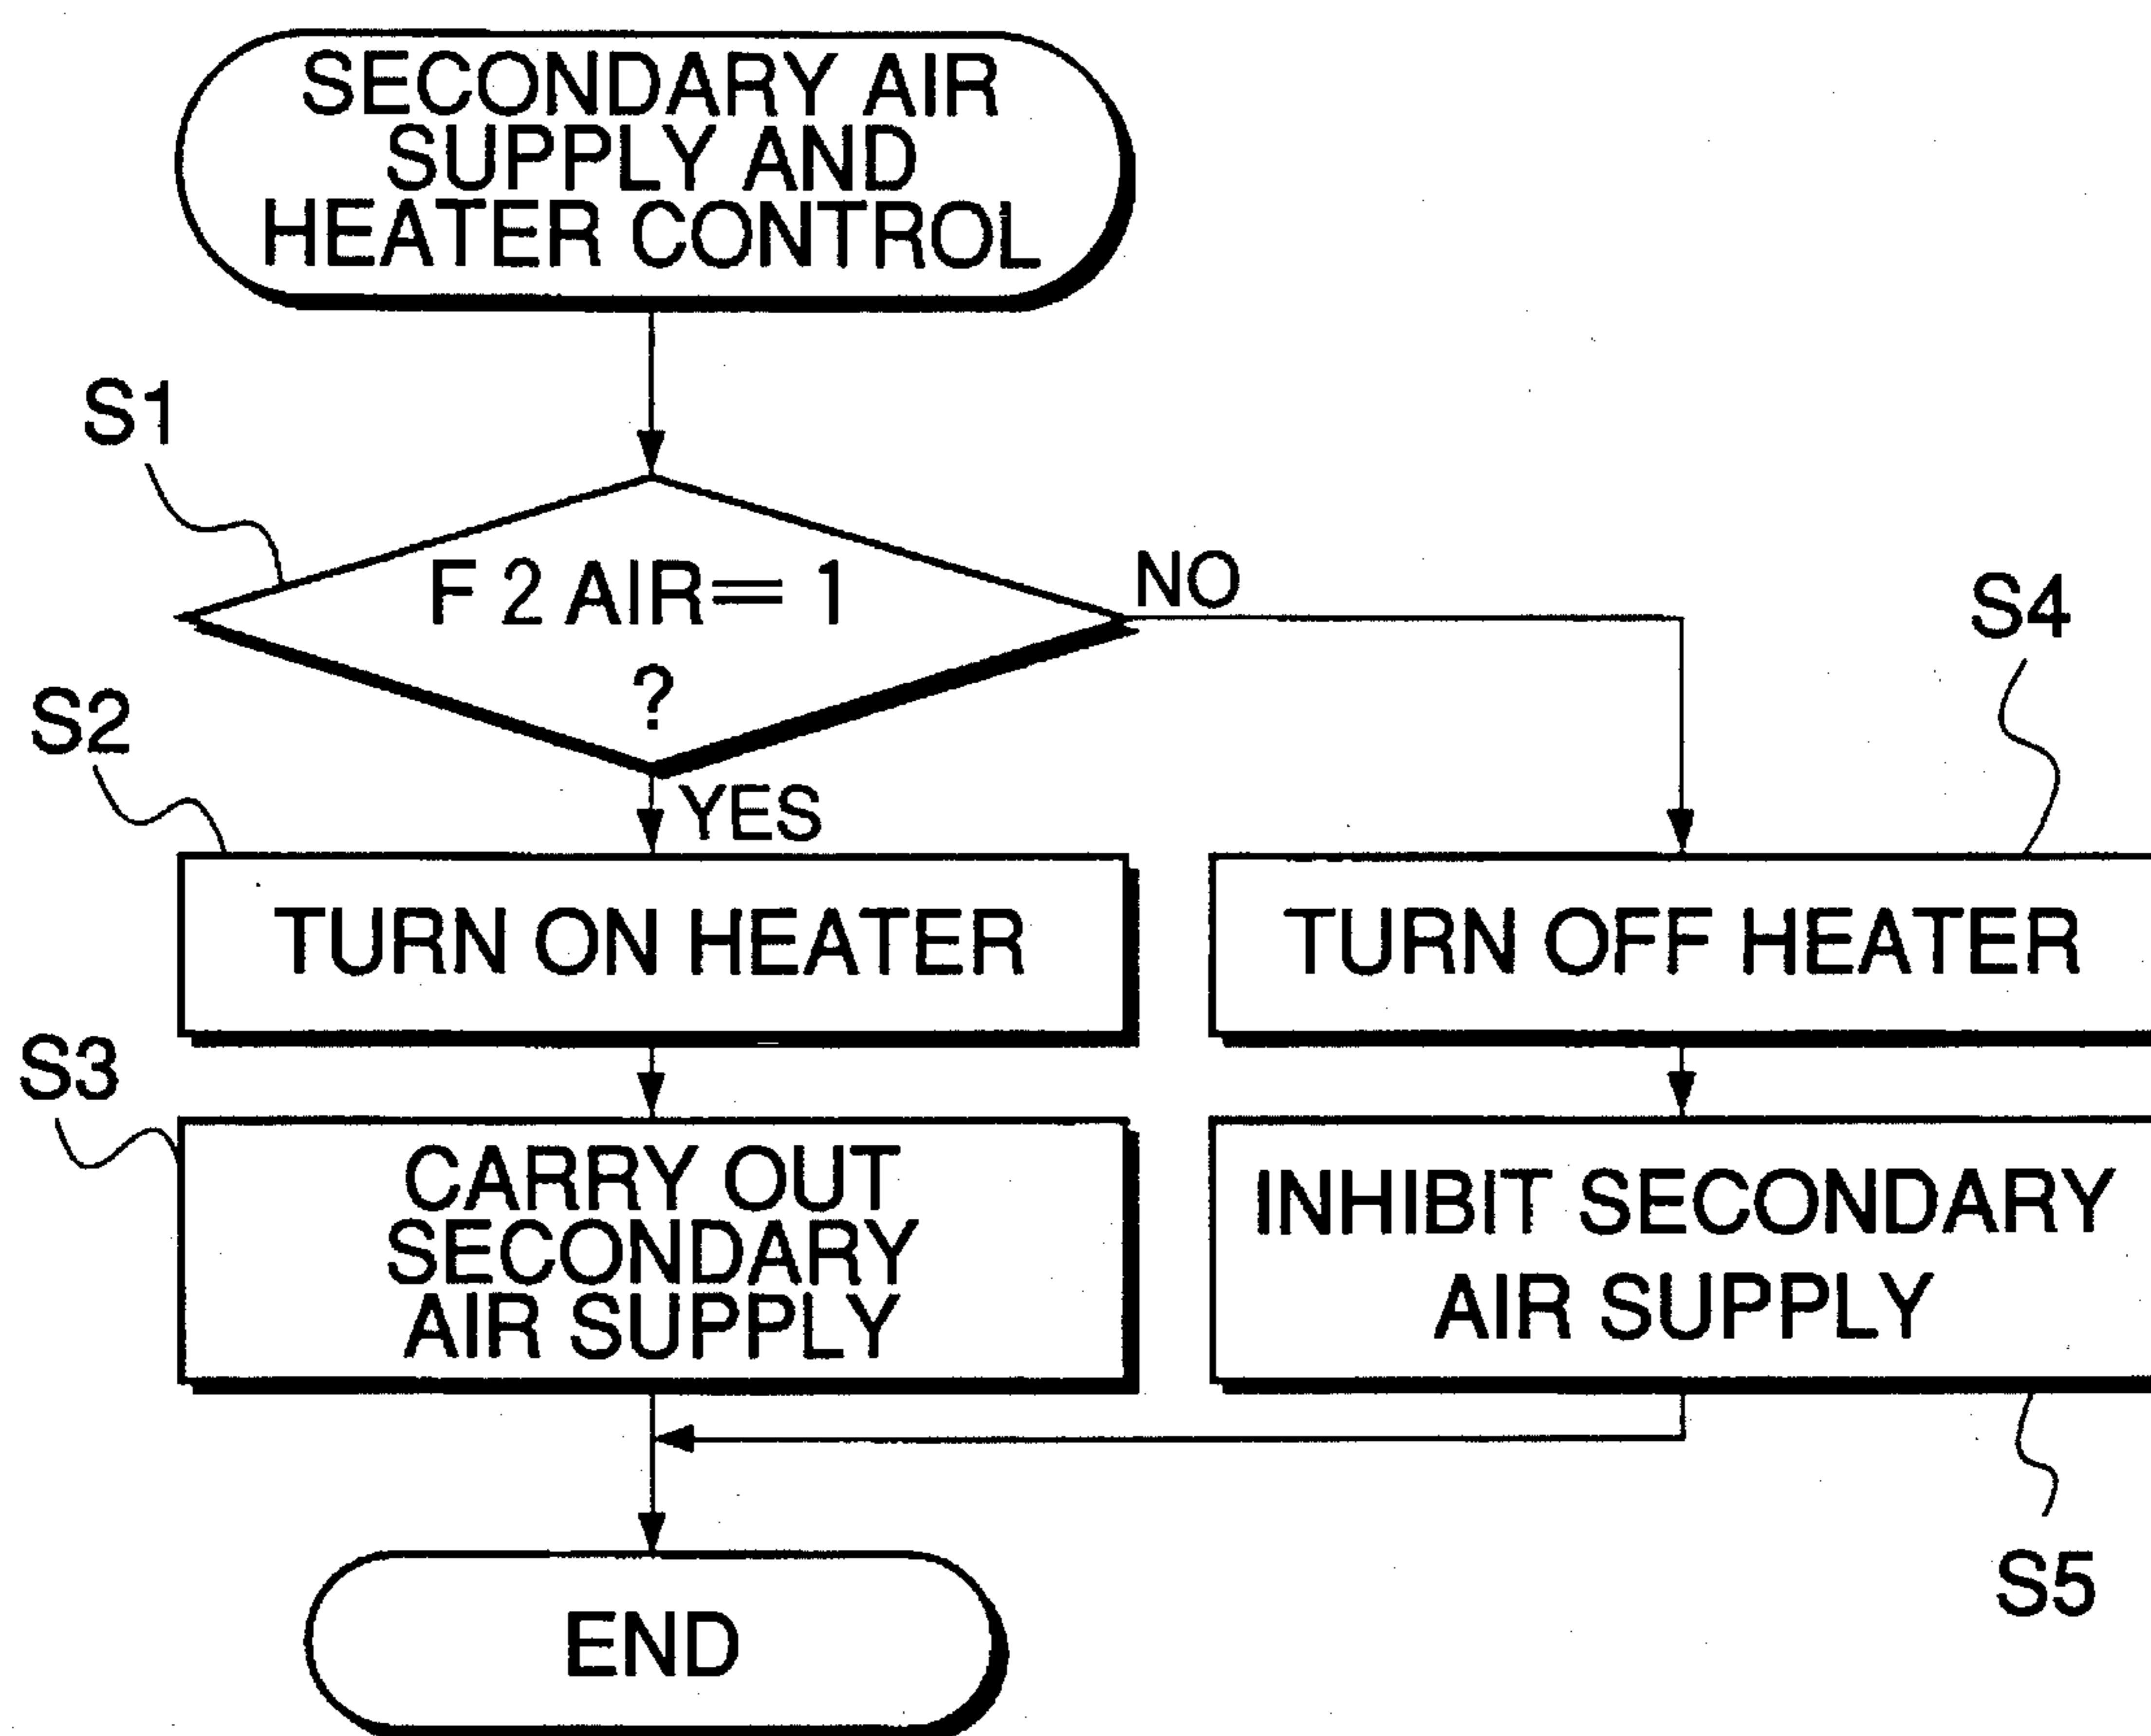 SECONDARY AIR
SUPPLY AND
HEATER CONTROL
S1
F 2 AIR= 1
?
NO
YES
S2
TURN ON HEATER
S4
TURN OFF HEATER
S3
CARRY OUT
SECONDARY
AIR SUPPLY
INHIBIT SECONDARY
AIR SUPPLY
S5
END